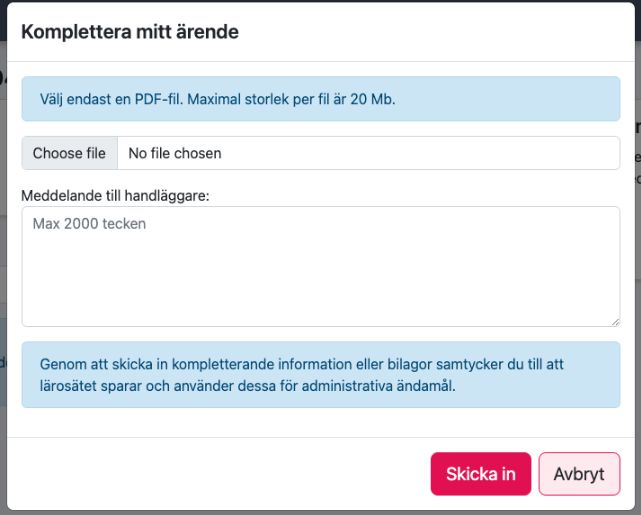 Komplettera mitt ärende
Välj endast en PDF-fil. Maximal storlek per fil är 20 Mb.
Choose file No file chosen
Meddelande till handläggare:
Max 2000 tecken
Genom att skicka in kompletterande information eller bilagor samtycker du till att
lärosätet sparar och använder dessa för administrativa ändamål.
Skicka in Avbryt